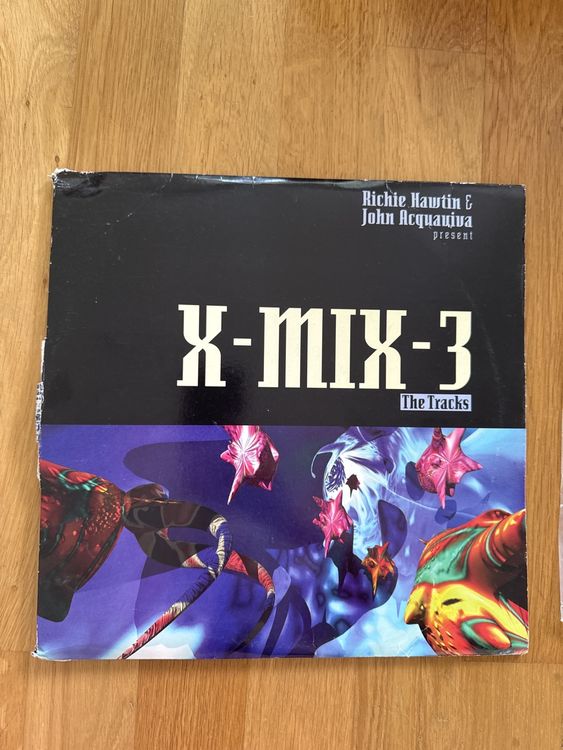 Richie Hawtin &
John Acquaviva
present
X-MIX-3
The Tracks